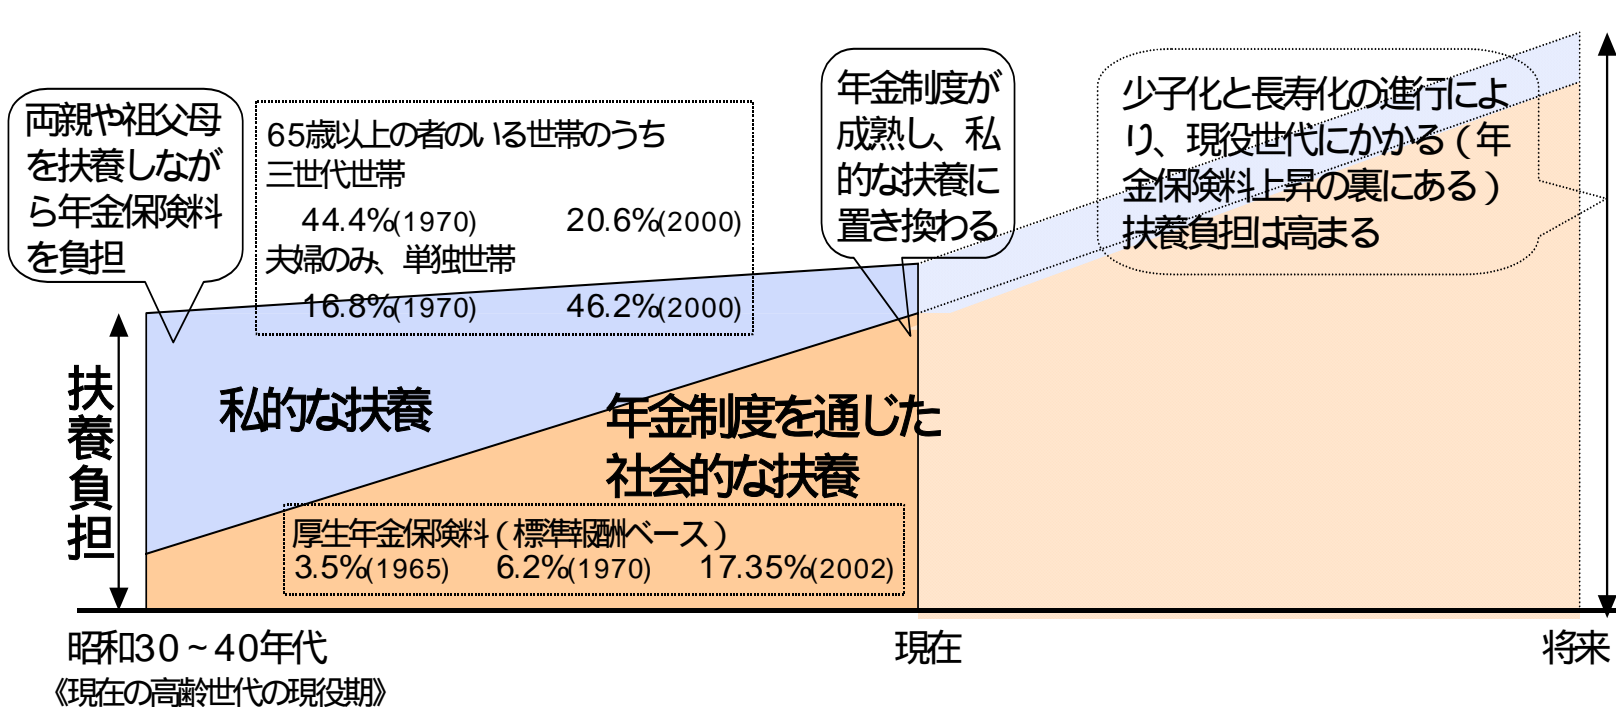 両親や祖父母
を扶養しなが
ら年金保険料
を負担
65歳以上の者のいる世帯のうち
三世代世帯
44.4%(1970) 20.6%(2000)
夫婦のみ、単独世帯
16.8%(1970) 46.2%(2000)
年金制度が
成熟し、私
的な扶養に
置き換わる
少子化と長寿化の進行によ
り、現役世代にかかる(年
金保険料上昇の裏にある)
扶養負担は高まる
扶養負担
私的な扶養
年金制度を通じた
社会的な扶養
厚生年金保険料(標準報酬ベース)
3.5%(1965) 6.2%(1970) 17.35%(2002)
昭和30~40年代
《現在の高齢世代の現役期》
現在
将来